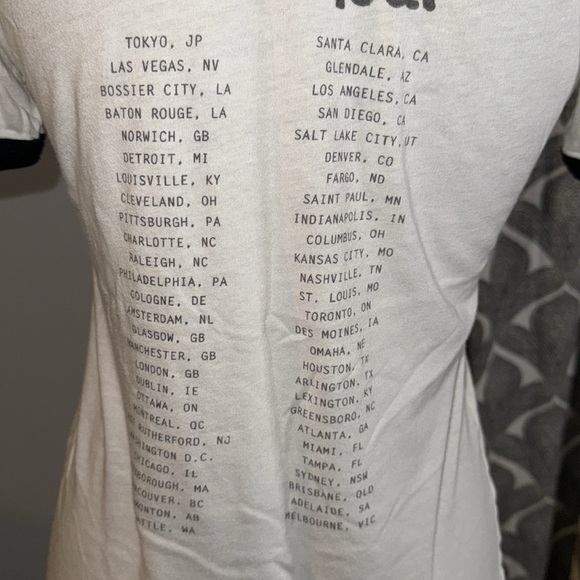 TOKYO, JP
LAS VEGAS, NV
BOSSIER CITY, LA
BATON ROUGE, LA
NORWICH, GB
DETROIT, MI
LOUISVILLE, KY
CLEVELAND, OH
PITTSBURGH, PA
CHARLOTTE, NC
RALEIGH, NC
PHILADELPHIA, PA
COLOGNE, DE
AMSTERDAM, NL
GLASGOW, GB
MANCHESTER, GB
LONDON, GB
DUBLIN, IE
OTTAWA, ON
MONTREAL, QC
RUTHERFORD, NJ
D.C.
CHICAGO, IL
MA
BC
AB
WA
SANTA CLARA, CA
GLENDALE, AZ
LOS ANGELES, CA
SAN DIEGO, CA
SALT LAKE CITY, UT
DENVER, CO
FARGO, ND
SAINT PAUL, MN
INDIANAPOLIS, IN
COLUMBUS, OH
KANSAS CITY, MO
NASHVILLE, TN
ST. LOUIS, MO
TORONTO, ON
DES MOINES, IA
OMAHA, NE
HOUSTON, TX
ARLINGTON, TX
LEXINGTON, KY
GREENSBORO, NC
ATLANTA, GA
MIAMI, FL
TAMPA, FL
SYDNEY, NSW
BRISBANE, QLD
ADELAIDE, SA
MELBOURNE, VIC